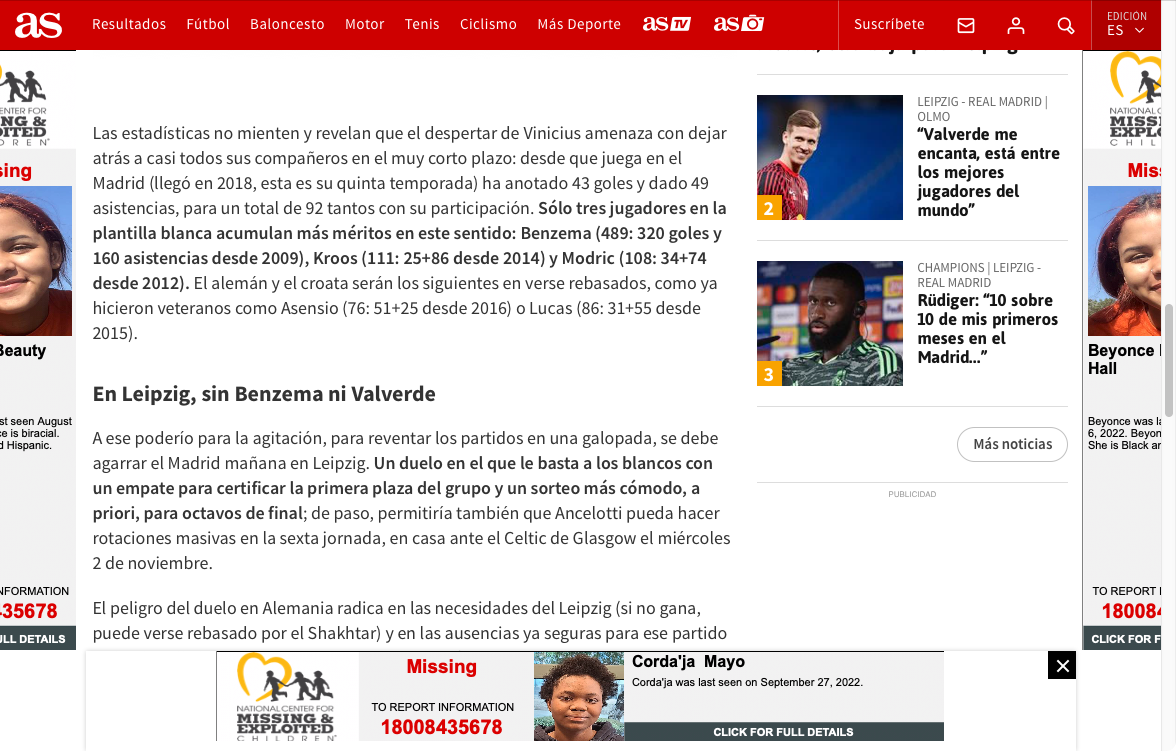 as
Resultados
Fútbol
Baloncesto
Motor
Tenis
Ciclismo
Más Deporte
as TV
as
Suscríbete
EDICIÓN
ES
CENTER FOR
ING &
OITED
DREN®
sing
Beauty
st seen August
ce is biracial.
d Hispanic.
NFORMATION
435678
ULL DETAILS
Las estadísticas no mienten y revelan que el despertar de Vinicius amenaza con dejar
atrás a casi todos sus compañeros en el muy corto plazo: desde que juega en el
Madrid (llegó en 2018, esta es su quinta temporada) ha anotado 43 goles y dado 49
asistencias, para un total de 92 tantos con su participación. Sólo tres jugadores en la
plantilla blanca acumulan más méritos en este sentido: Benzema (489: 320 goles y
160 asistencias desde 2009), Kroos (111: 25+86 desde 2014) y Modric (108: 34+74
desde 2012). El alemán y el croata serán los siguientes en verse rebasados, como ya
hicieron veteranos como Asensio (76: 51+25 desde 2016) o Lucas (86: 31+55 desde
2015).
En Leipzig, sin Benzema ni Valverde
A ese poderío para la agitación, para reventar los partidos en una galopada, se debe
agarrar el Madrid mañana en Leipzig. Un duelo en el que le basta a los blancos con
un empate para certificar la primera plaza del grupo y un sorteo más cómodo, a
priori, para octavos de final; de paso, permitiría también que Ancelotti pueda hacer
rotaciones masivas en la sexta jornada, en casa ante el Celtic de Glasgow el miércoles
2 de noviembre.
El peligro del duelo en Alemania radica en las necesidades del Leipzig (si no gana,
puede verse rebasado por el Shakhtar) y en las ausencias ya seguras para ese partido
2
LEIPZIG - REAL MADRID |
OLMO
“Valverde me
encanta, está entre
los mejores
jugadores del
mundo”
3
CHAMPIONS | LEIPZIG -
REAL MADRID
Rüdiger: “10 sobre
10 de mis primeros
meses en el
Madrid...”
Más noticias
PUBLICIDAD
NATIONAL C
MISS
EXPLO
CHIL
Miss
Beyonce
Hall
Beyonce was la
6, 2022. Beyon
She is Black an
TO REPORT I
18008
CLICK FOR F
NATIONAL CENTER FOR
MISSING &
EXPLOITED
CHILDREN®
Missing
TO REPORT INFORMATION
18008435678
Corda'ja Mayo
Corda'ja was last seen on September 27, 2022.
CLICK FOR FULL DETAILS